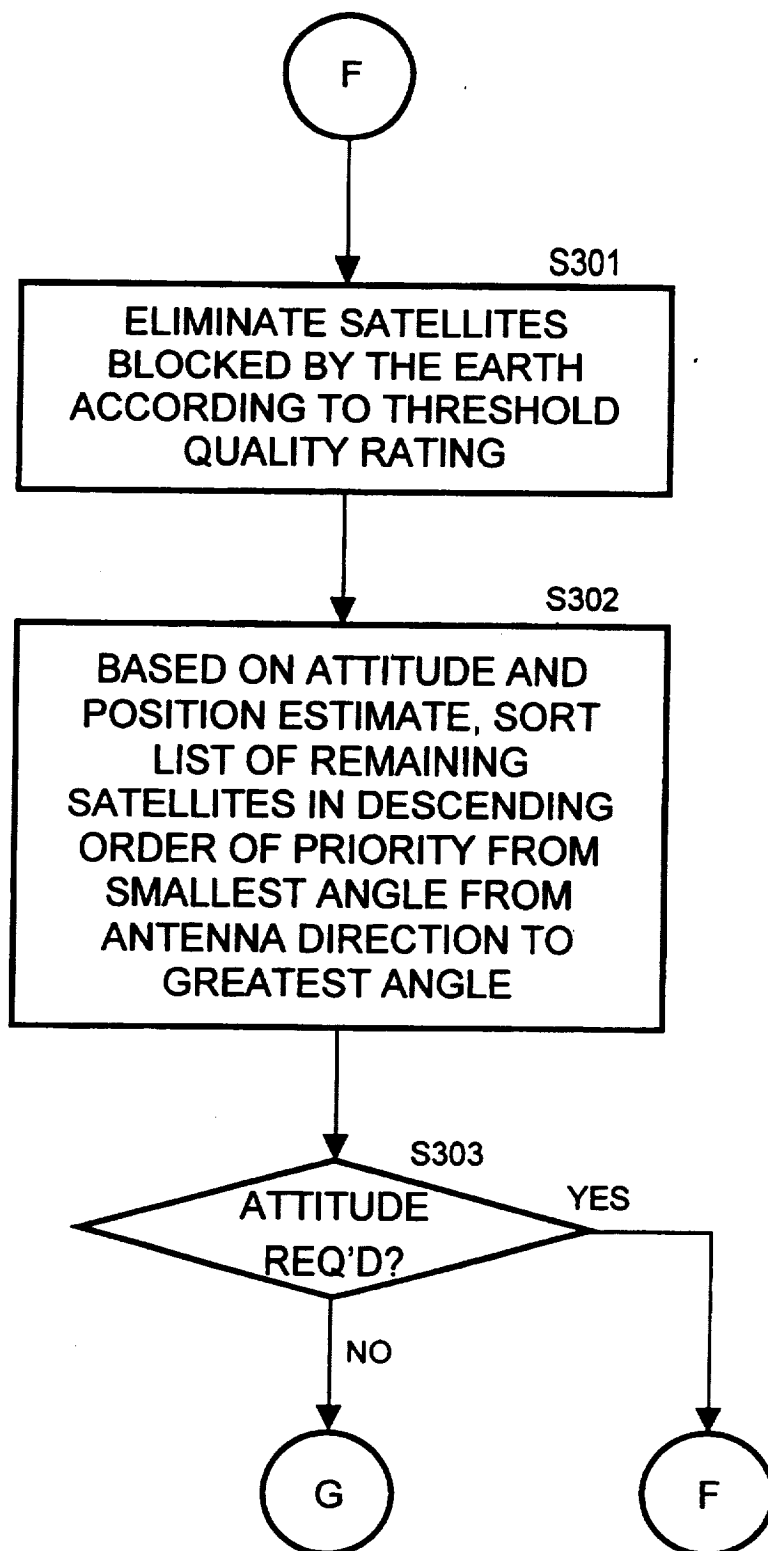 F
S301
ELIMINATE SATELLITES
BLOCKED BY THE EARTH
ACCORDING TO THRESHOLD
QUALITY RATING
S302
BASED ON ATTITUDE AND
POSITION ESTIMATE, SORT
LIST OF REMAINING
SATELLITES IN DESCENDING
ORDER OF PRIORITY FROM
SMALLEST ANGLE FROM
ANTENNA DIRECTION TO
GREATEST ANGLE
S303
ATTITUDE
REQ'D?
YES
NO
G
F